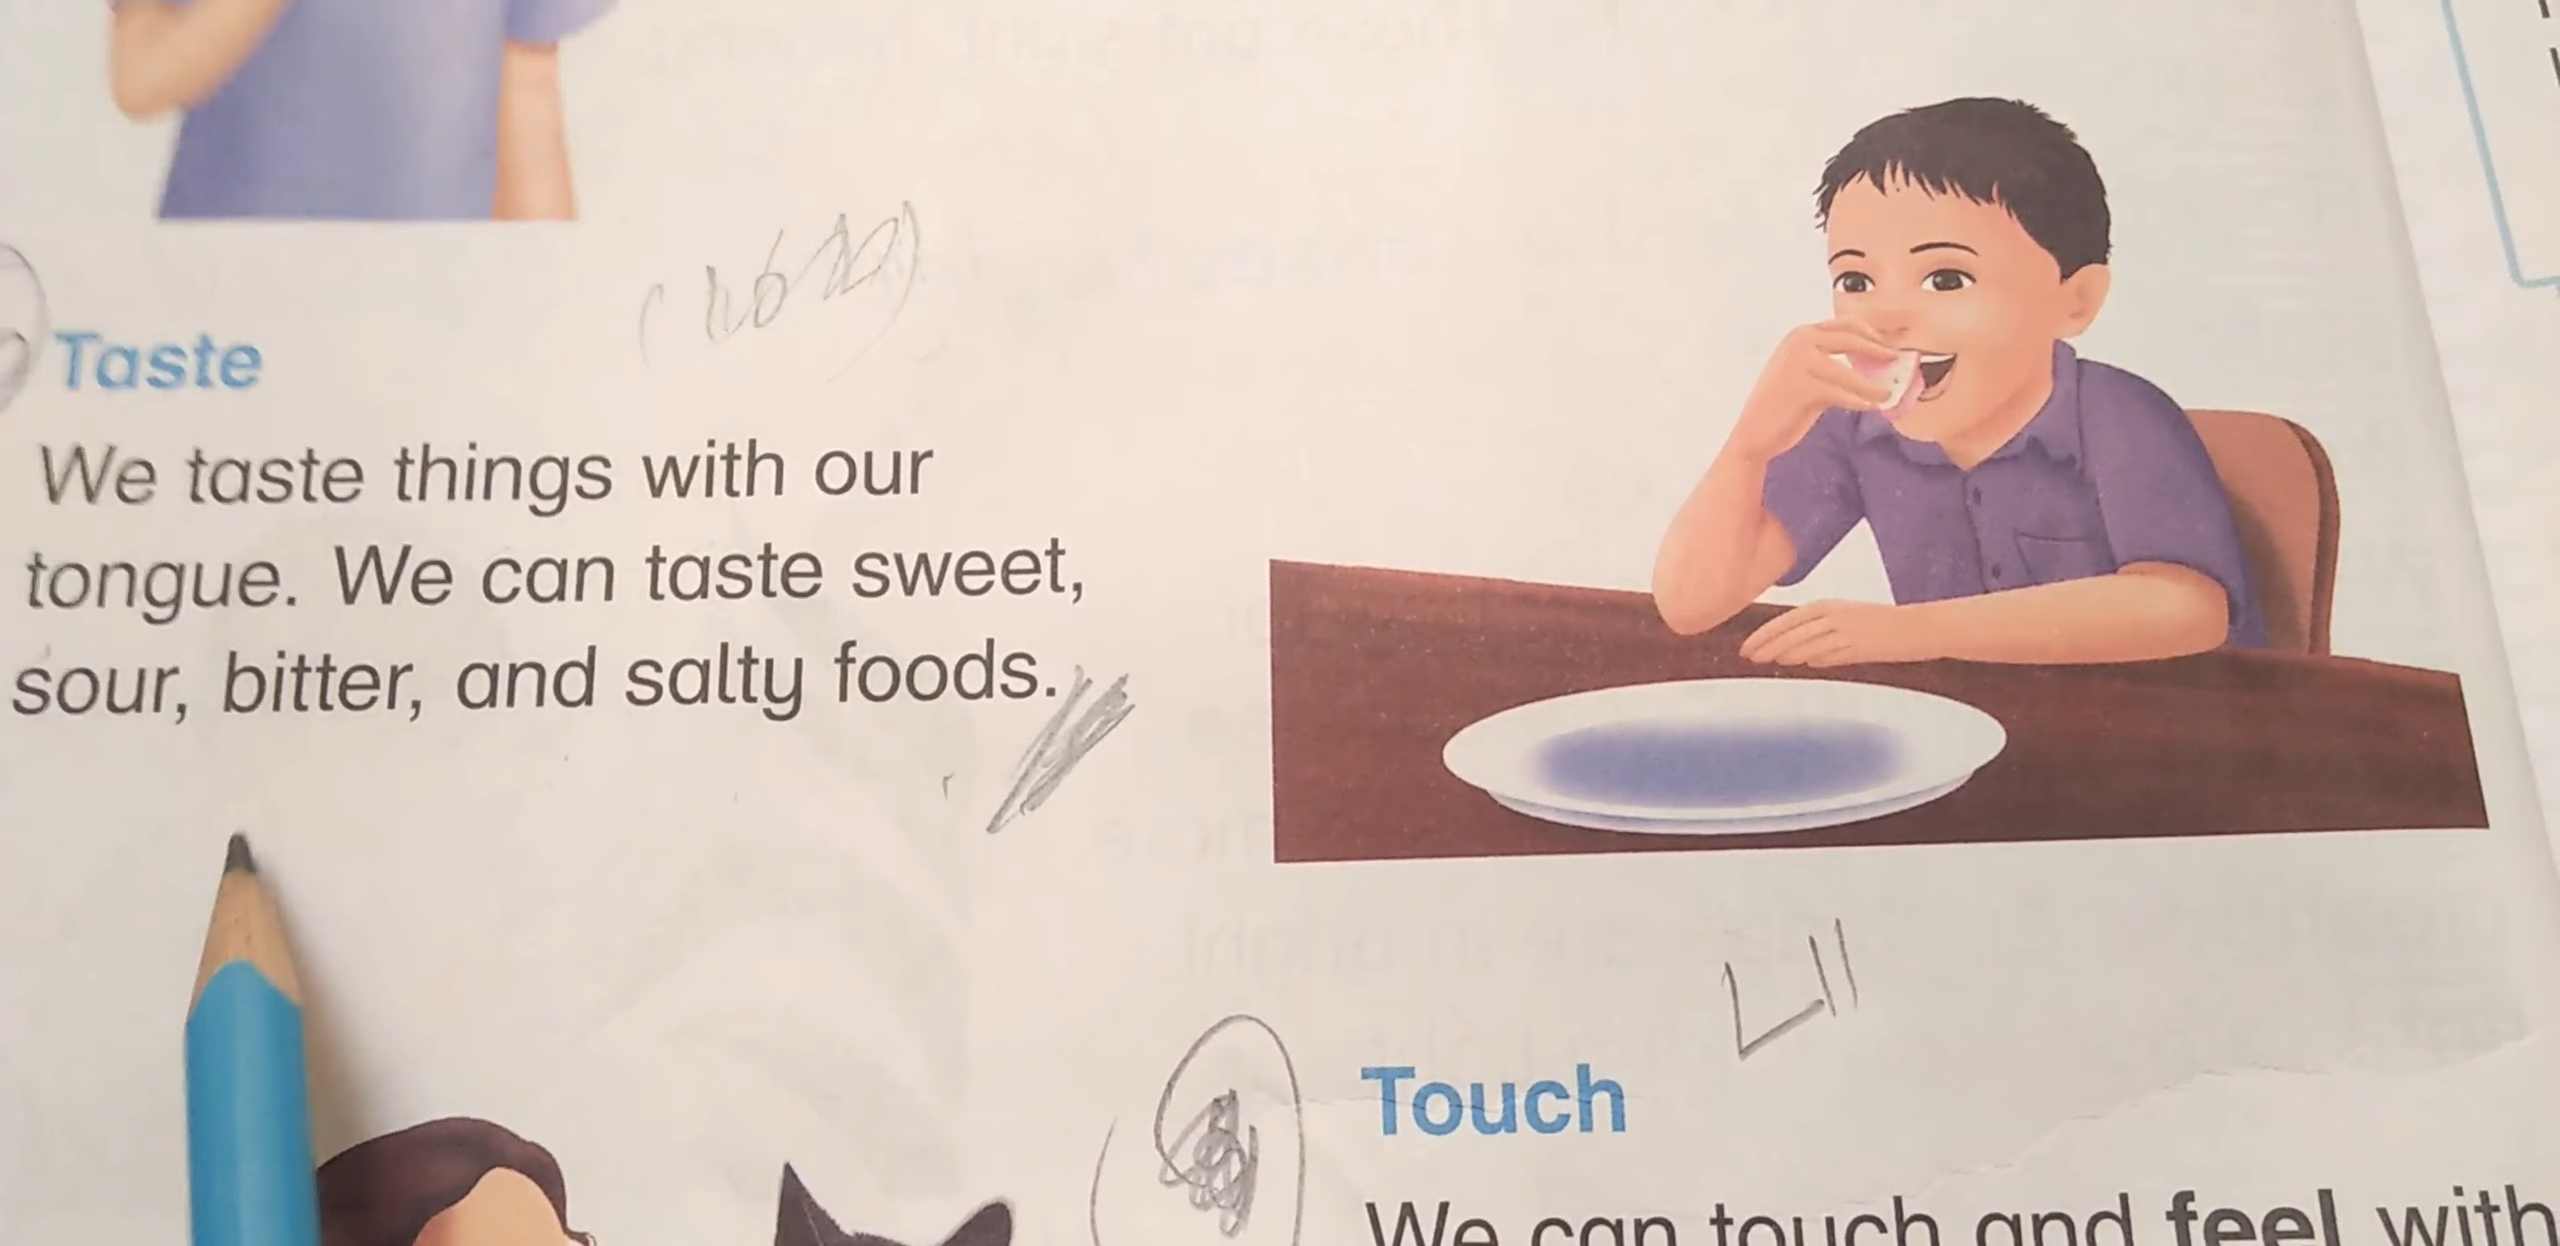 Taste
We taste things with our
tongue. We can taste sweet,
sour, bitter, and salty foods.
Touch
We can touch and feel with